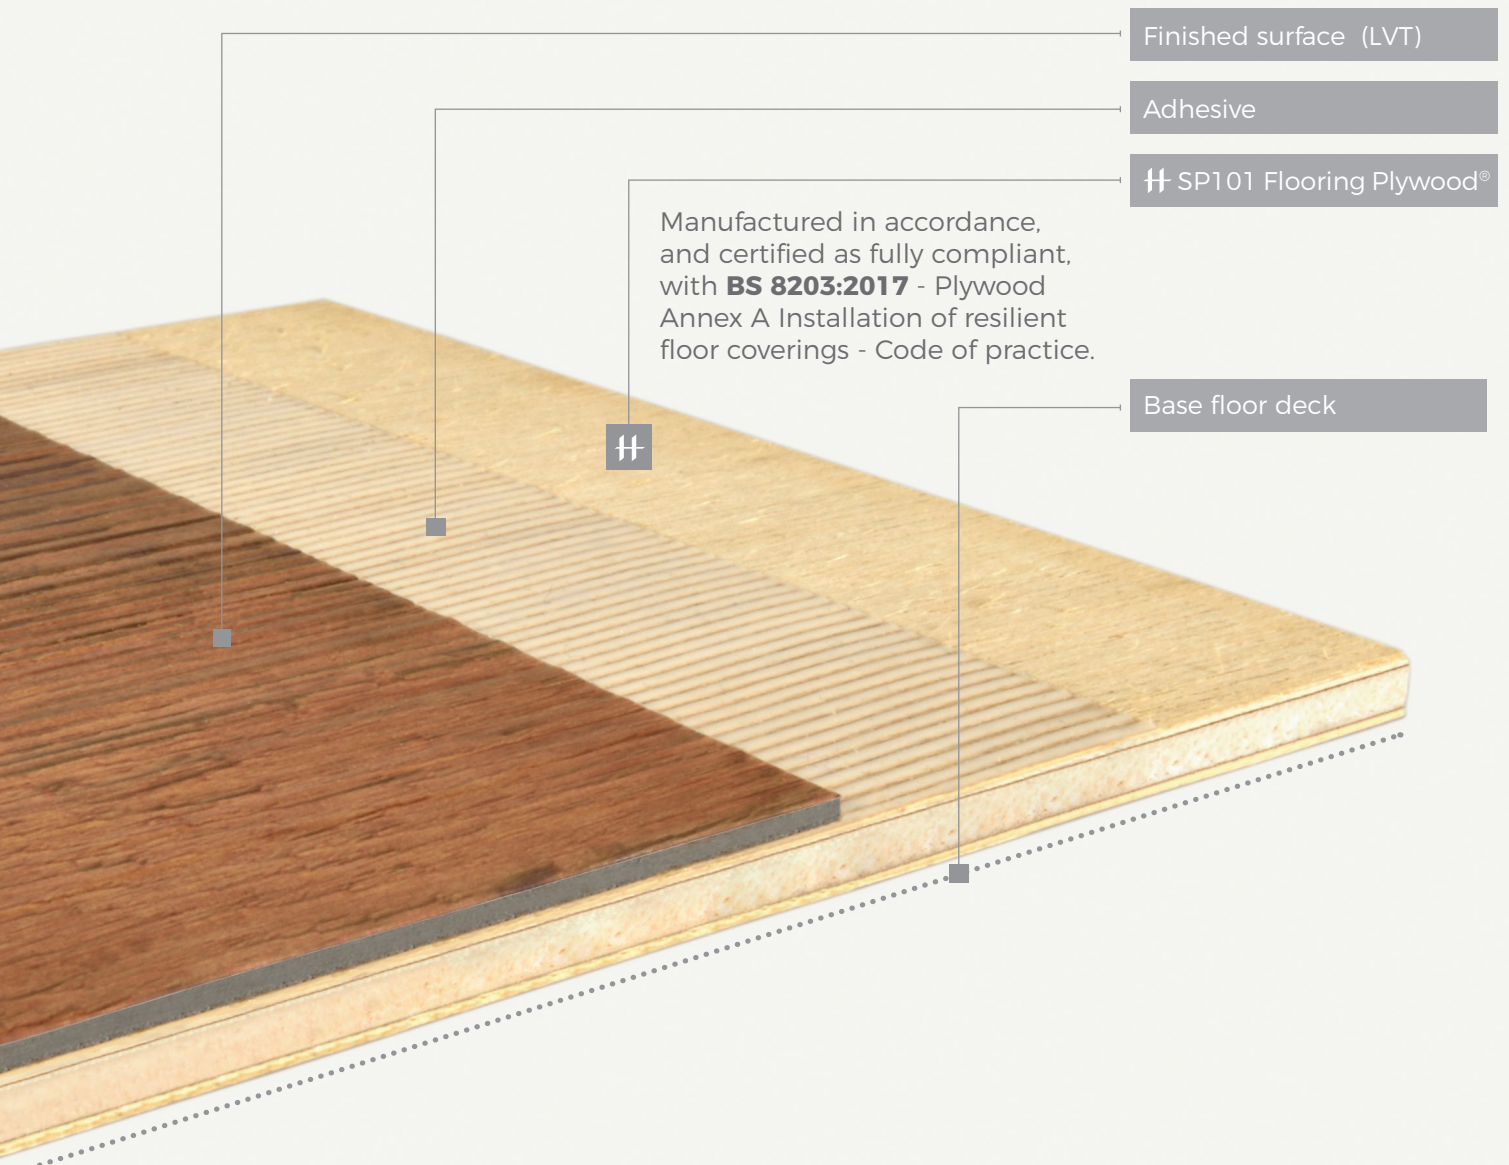 Finished surface (LVT)
Adhesive
SP101 Flooring Plywood®
Manufactured in accordance,
and certified as fully compliant,
with BS 8203:2017 - Plywood
Annex A Installation of resilient
floor coverings - Code of practice.
Base floor deck